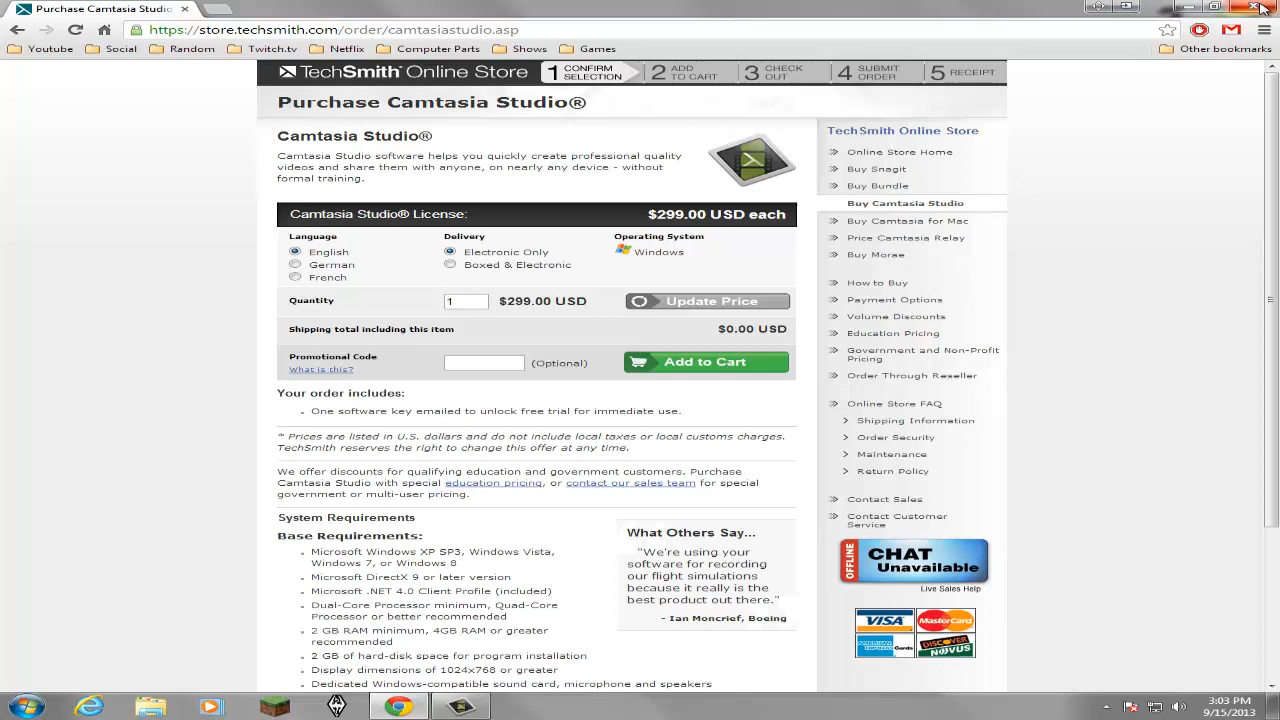 Purchase Camtasia Studio
https://store.techsmith.com/order/camtasiastudio.asp
Youtube Social Random Twitch.tv Netflix Computer Parts Shows Games Other bookmarks
TechSmith Online Store
1 CONFIRM SELECTION
2 ADD TO CART
3 CHECK OUT
4 SUBMIT ORDER
5 RECEIPT
Purchase Camtasia Studio®
Camtasia Studio®
Camtasia Studio software helps you quickly create professional quality
videos and share them with anyone, on nearly any device - without
formal training.
Camtasia Studio® License: $299.00 USD each
Language Delivery Operating System
English Electronic Only Windows
German Boxed & Electronic
French
Quantity 1 $299.00 USD Update Price
Shipping total including this item $0.00 USD
Promotional Code (Optional) Add to Cart
What is this?
Your order includes:
One software key emailed to unlock free trial for immediate use.
* Prices are listed in U.S. dollars and do not include local taxes or local customs charges.
TechSmith reserves the right to change this offer at any time.
We offer discounts for qualifying education and government customers. Purchase
Camtasia Studio with special education pricing, or contact our sales team for special
government or multi-user pricing.
System Requirements
Base Requirements:
Microsoft Windows XP SP3, Windows Vista,
Windows 7, or Windows 8
Microsoft DirectX 9 or later version
Microsoft .NET 4.0 Client Profile (included)
Dual-Core Processor minimum, Quad-Core
Processor or better recommended
2 GB RAM minimum, 4GB RAM or greater
recommended
2 GB of hard-disk space for program installation
Display dimensions of 1024x768 or greater
Dedicated Windows-compatible sound card, microphone and speakers
What Others Say...
"We're using your
software for recording
our flight simulations
because it really is the
best product out there."
- Ian Moncrief, Boeing
TechSmith Online Store
Online Store Home
Buy Snagit
Buy Bundle
Buy Camtasia Studio
Buy Camtasia for Mac
Price Camtasia Relay
Buy Morae
How to Buy
Payment Options
Volume Discounts
Education Pricing
Government and Non-Profit
Pricing
Order Through Reseller
Online Store FAQ
Shipping Information
Order Security
Maintenance
Return Policy
Contact Sales
Contact Customer
Service
OFFLINE
CHAT
Unavailable
Live Sales Help
VISA MasterCard
Cards DISCOVER
NOVUS
3:03 PM
9/15/2013